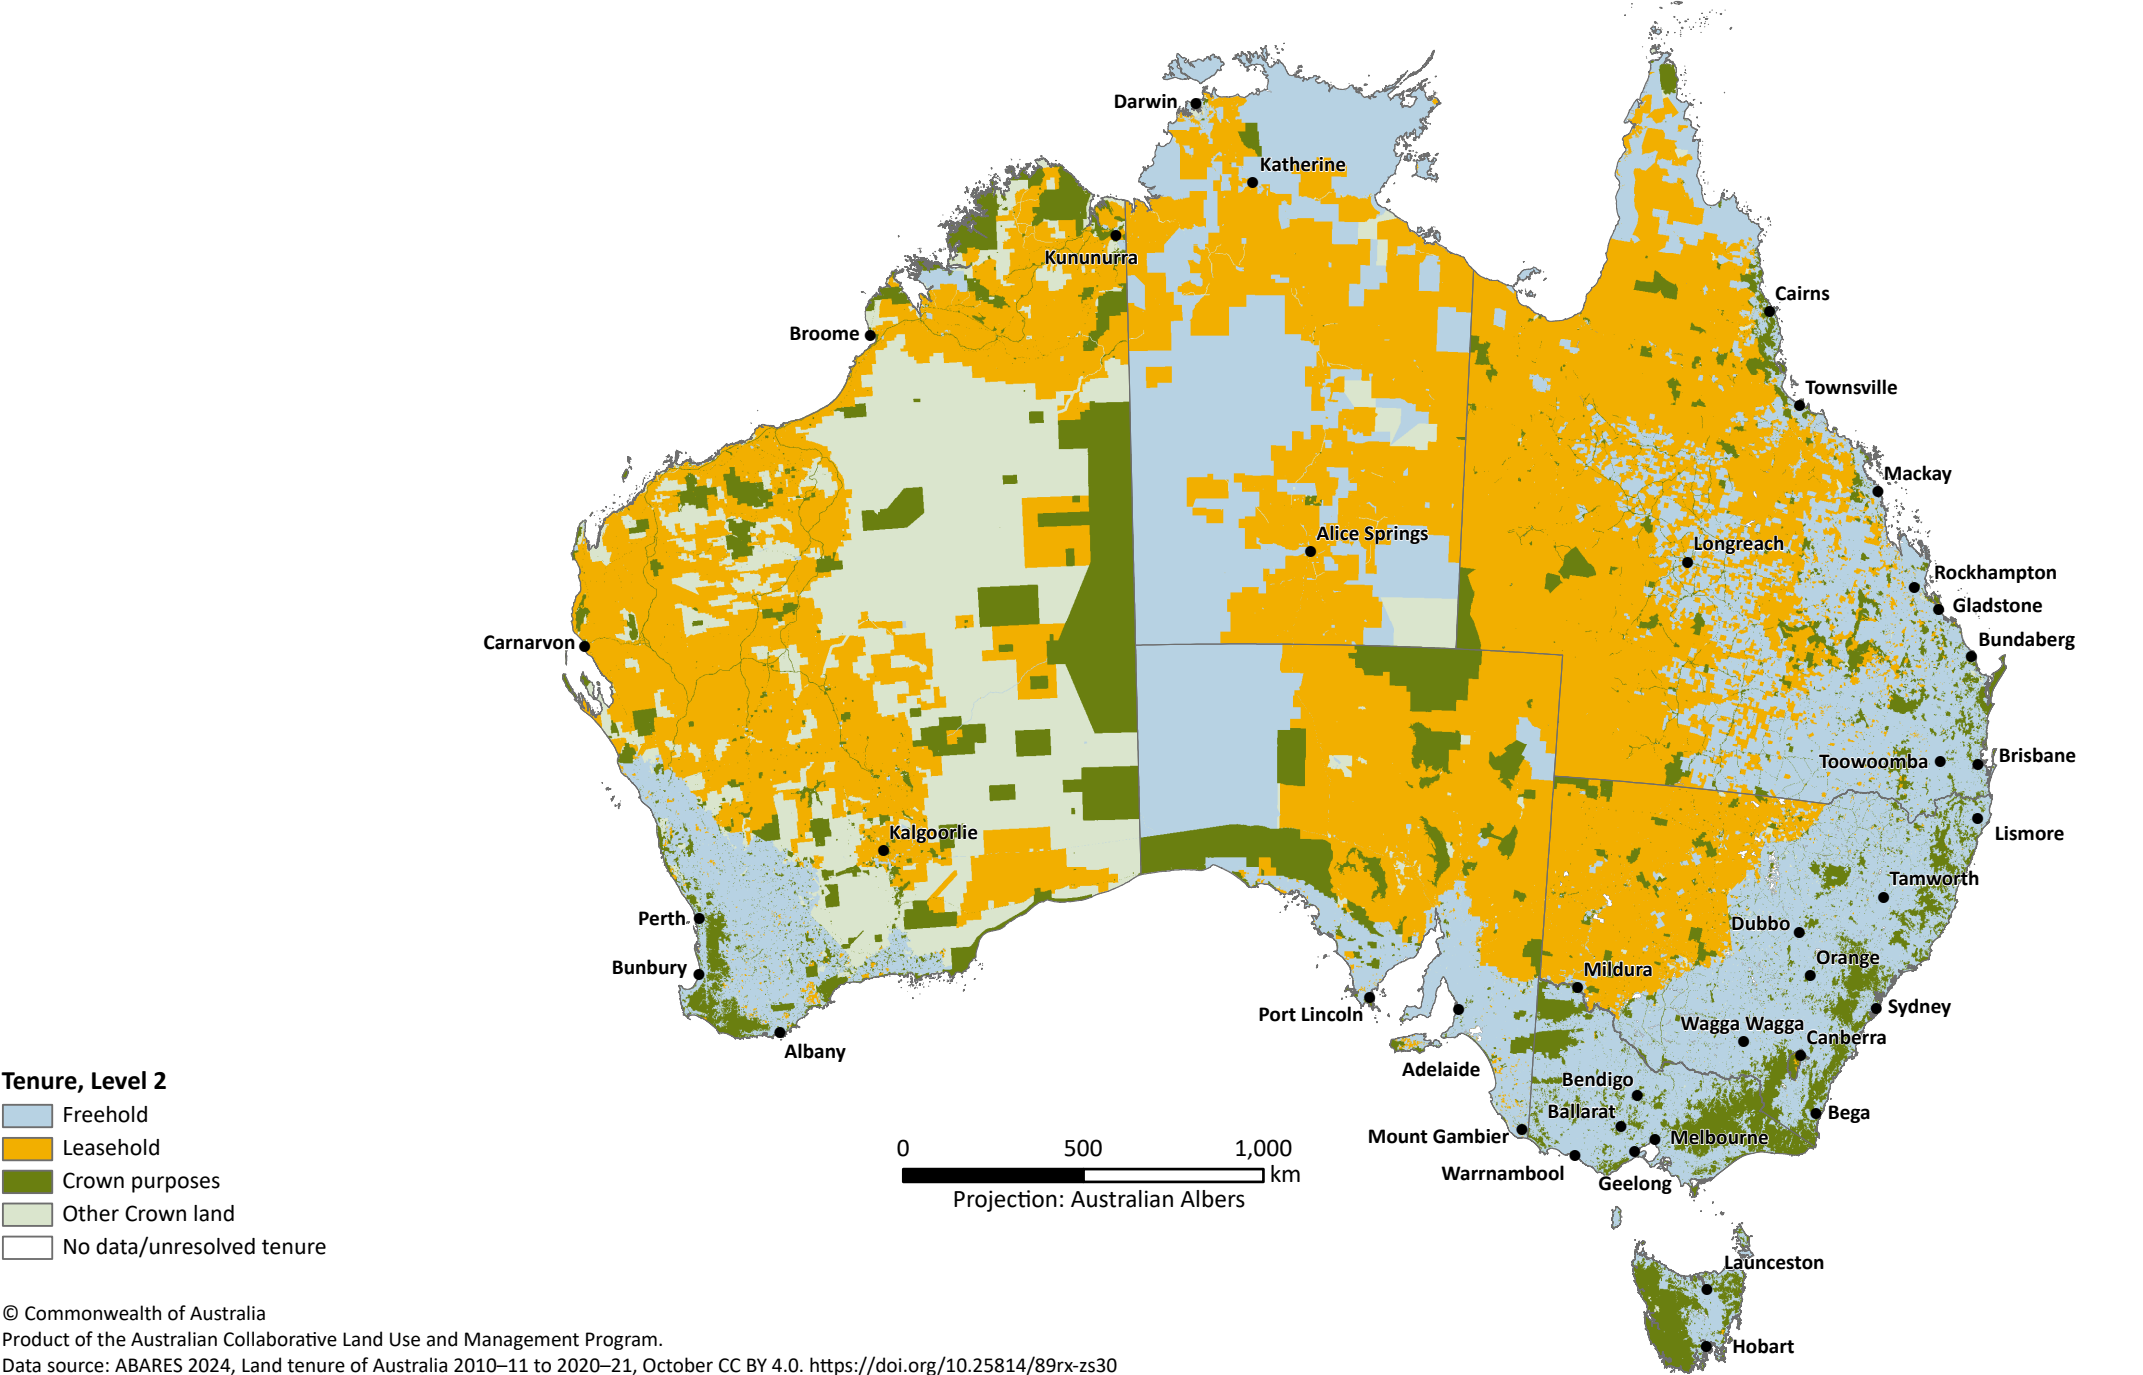 Darwin
Katherine
Kununurra
Broome
Cairns
Townsville
Mackay
Alice Springs
Longreach
Rockhampton
Gladstone
Carnarvon
Bundaberg
Toowoomba
Brisbane
Kalgoorlie
Lismore
Tamworth
Perth
Dubbo
Orange
Bunbury
Mildura
Port Lincoln
Sydney
Wagga Wagga
Canberra
Albany
Adelaide
Bendigo
Ballarat
Bega
Mount Gambier
Melbourne
Warrnambool
Geelong
Launceston
Hobart
Tenure, Level 2
Freehold
Leasehold
Crown purposes
Other Crown land
No data/unresolved tenure
0 500 1,000
km
Projection: Australian Albers
© Commonwealth of Australia
Product of the Australian Collaborative Land Use and Management Program.
Data source: ABARES 2024, Land tenure of Australia 2010–11 to 2020–21, October CC BY 4.0. https://doi.org/10.25814/89rx-zs30